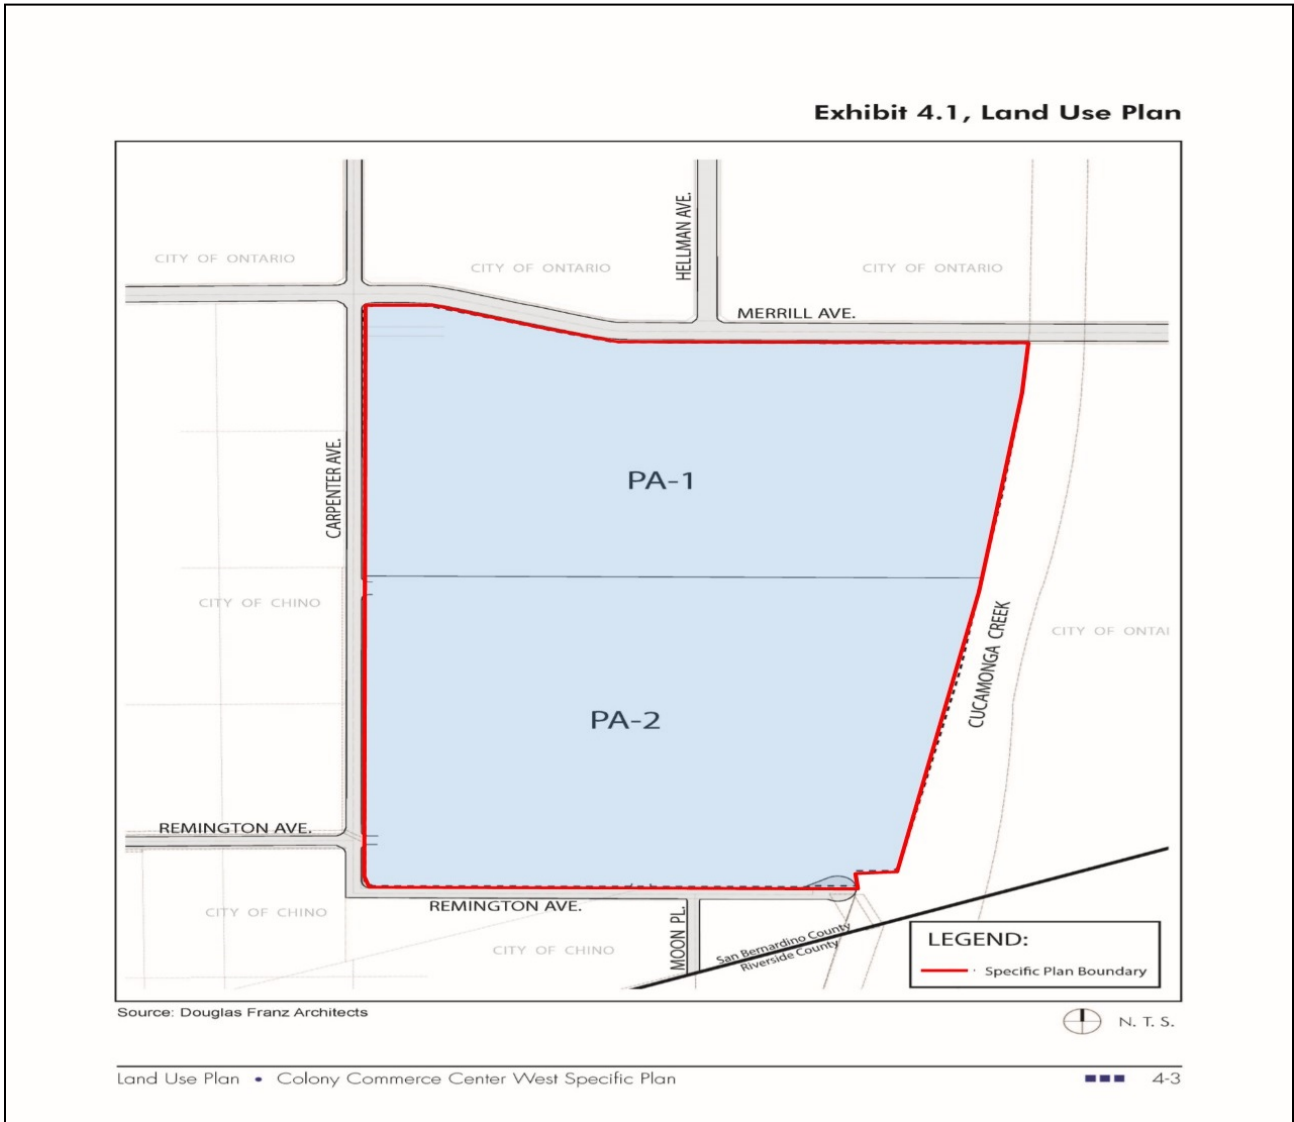 Exhibit 4.1, Land Use Plan
HELLMAN AVE.
CITY OF ONTARIO
CITY OF ONTARIO
CITY OF ONTARIO
MERRILL AVE.
CARPENTER AVE.
PA-1
CITY OF CHINO
CUCAMONGA CREEK
CITY OF ONTAI
PA-2
REMINGTON AVE.
REMINGTON AVE.
CITY OF CHINO
MOON PL.
CITY OF CHINO
San Bernardino County
Riverside County
LEGEND:
Specific Plan Boundary
Source: Douglas Franz Architects
N. T. S.
Land Use Plan • Colony Commerce Center West Specific Plan 4-3